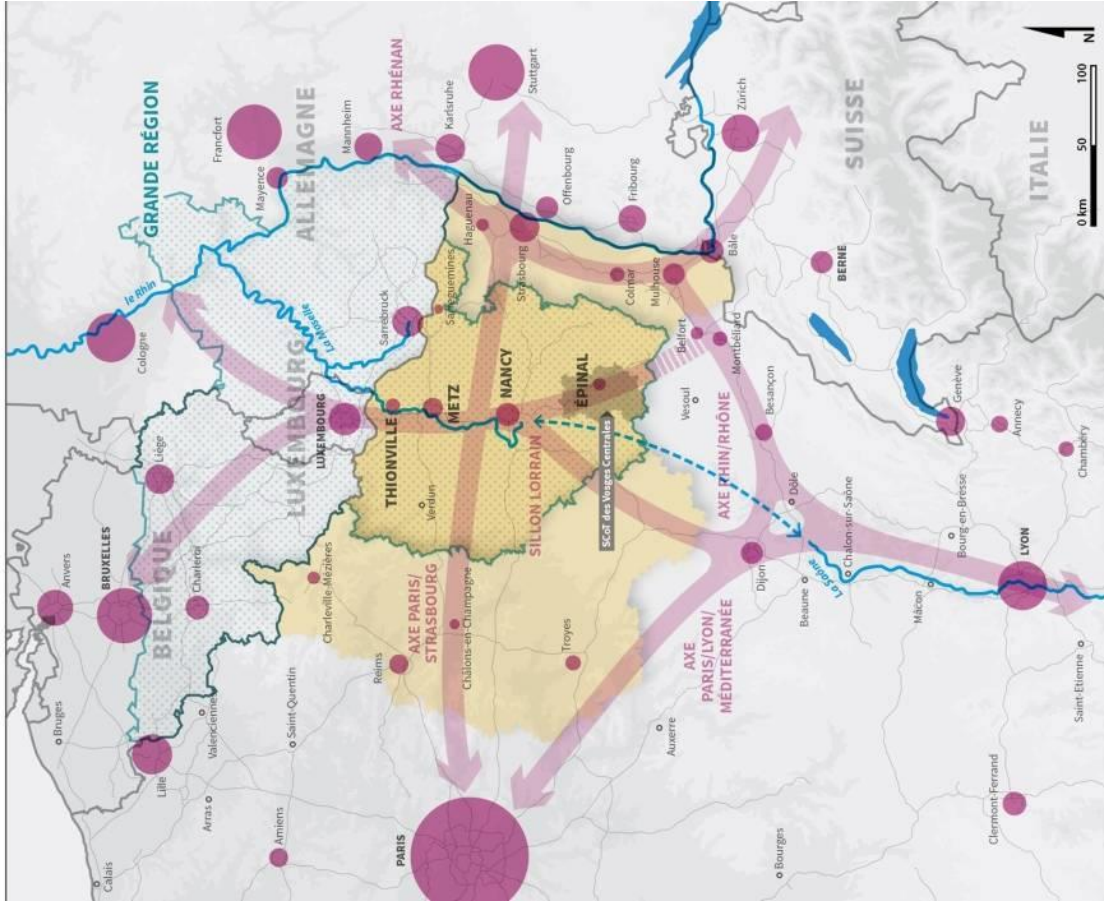 Calais
Bruges
Anvers
BRUXELLES
BELGIQUE
Lille
Valenciennes
Arras
Amiens
Saint-Quentin
Charleroi
Liège
Cologne
le Rhin
GRANDE RÉGION
Francfort
Mayence
ALLEMAGNE
LUXEMBOURG
LUXEMBOURG
La Moselle
Mannheim
AXE RHÉNAN
Karlsruhe
Stuttgart
Sarrebruck
Sarreguemines
Haguenau
Strasbourg
Offenbourg
Fribourg
Colmar
Mulhouse
Bâle
Zürich
Charleville-Mézières
Reims
Verdun
THIONVILLE
METZ
NANCY
ÉPINAL
AXE PARIS/
STRASBOURG
Châlons-en-Champagne
SILLON LORRAIN
PARIS
Troyes
SCoT des Vosges Centrales
Belfort
Montbéliard
Vesoul
Besançon
AXE RHIN/RHÔNE
AXE
PARIS/LYON/
MÉDITERRANÉE
Auxerre
Dijon
Dôle
Beaune
Chalon-sur-Saône
La Saône
Bourges
Mâcon
Bourg-en-Bresse
BERNE
SUISSE
ITALIE
Genève
Annecy
Chambéry
LYON
Clermont-Ferrand
Saint-Etienne
0 km
50
100
N